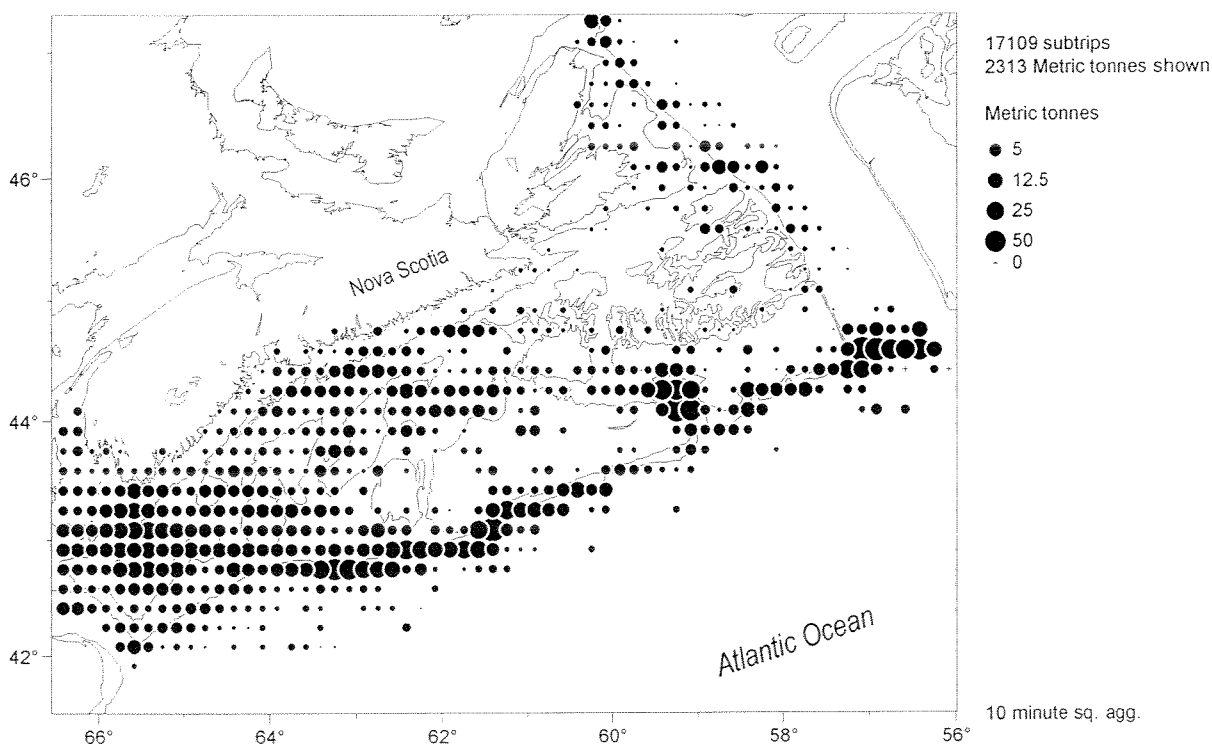 17109 subtrips
2313 Metric tonnes shown
Metric tonnes
5
12.5
25
50
0
46°
Nova Scotia
44°
Atlantic Ocean
42°
10 minute sq. agg.
66° 64° 62° 60° 58° 56°